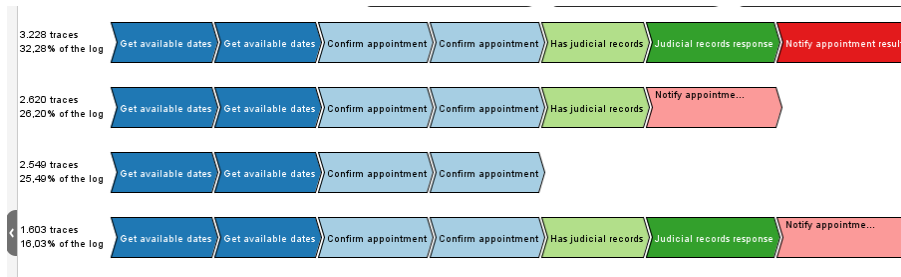 3.228 traces
32,28% of the log
Get available dates Get available dates Confirm appointment Confirm appointment Has judicial records Judicial records response Notify appointment resul
2.620 traces
26,20% of the log
Get available dates Get available dates Confirm appointment Confirm appointment Has judicial records Notify appointme...
2.549 traces
25,49% of the log
Get available dates Get available dates Confirm appointment Confirm appointment
1.603 traces
16,03% of the log
Get available dates Get available dates Confirm appointment Confirm appointment Has judicial records Judicial records response Notify appointme...